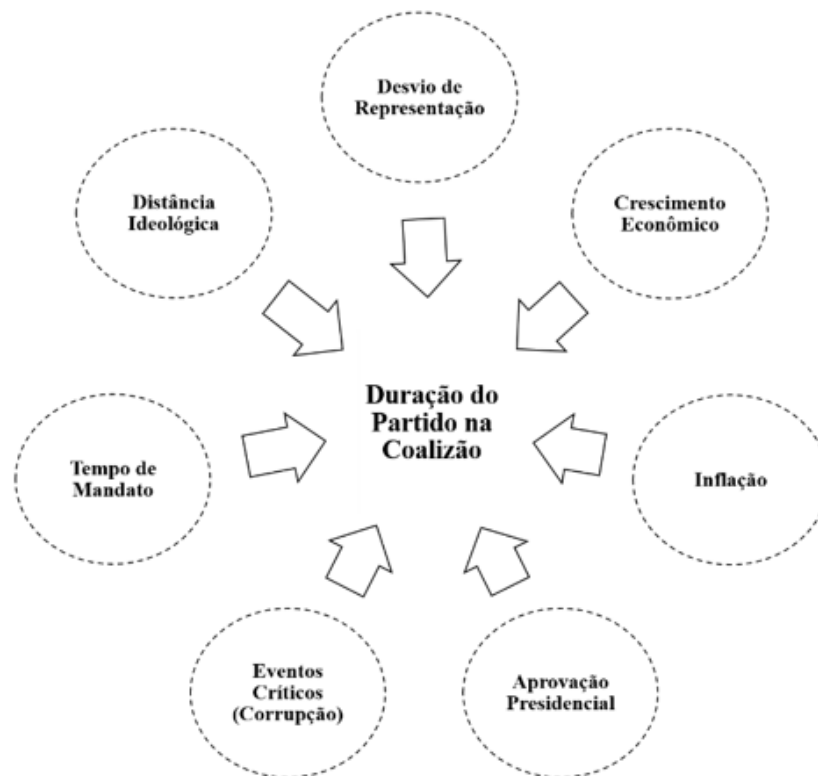 Desvio de
Representação
Distância
Ideológica
Crescimento
Econômico
Duração do
Partido na
Coalizão
Tempo de
Mandato
Inflação
Eventos
Críticos
(Corrupção)
Aprovação
Presidencial